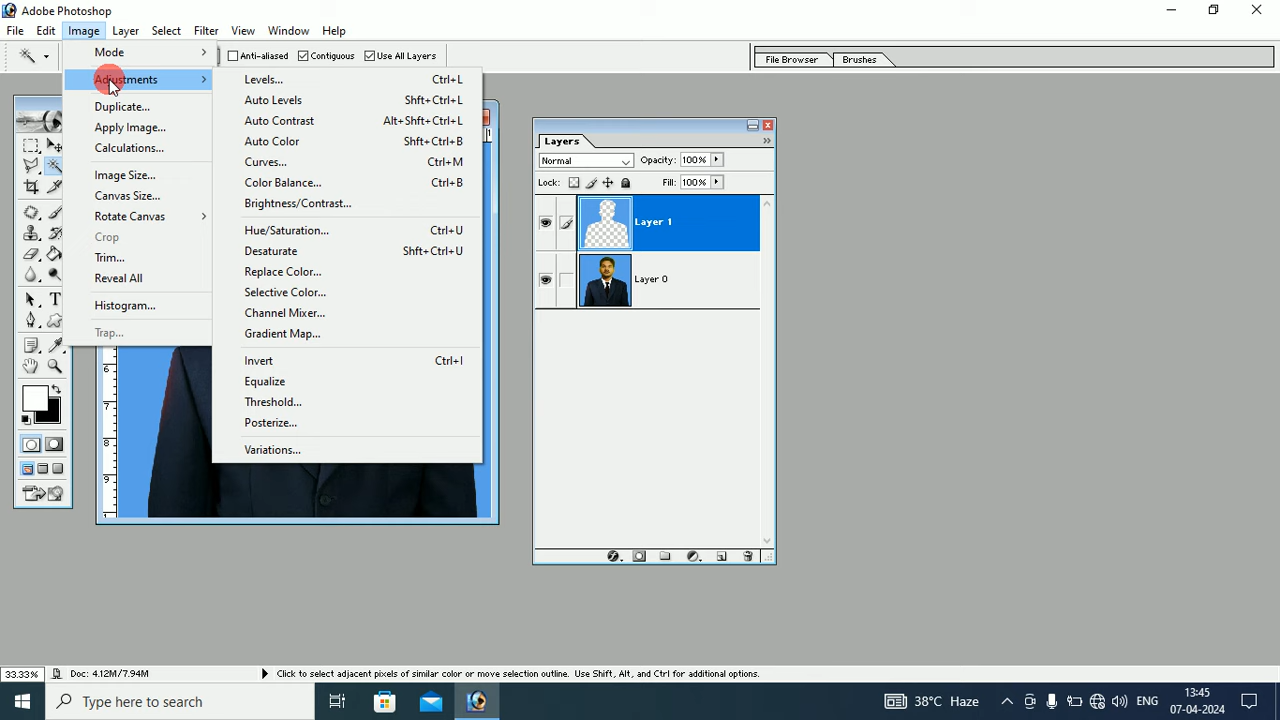 Adobe Photoshop
File Edit Image Layer Select Filter View Window Help
Anti-aliased Contiguous Use All Layers
File Browser Brushes
Mode
Adjustments
Duplicate...
Apply Image...
Calculations...
Image Size...
Canvas Size...
Rotate Canvas
Crop
Trim...
Reveal All
Histogram...
Trap...
Levels... Ctrl+L
Auto Levels Shft+Ctrl+L
Auto Contrast Alt+Shft+Ctrl+L
Auto Color Shft+Ctrl+B
Curves... Ctrl+M
Color Balance... Ctrl+B
Brightness/Contrast...
Hue/Saturation... Ctrl+U
Desaturate Shft+Ctrl+U
Replace Color...
Selective Color...
Channel Mixer...
Gradient Map...
Invert Ctrl+I
Equalize
Threshold...
Posterize...
Variations...
6
7
8
9
Layers
Normal Opacity: 100%
Lock: Fill: 100%
Layer 1
Layer 0
33.33% Doc: 4.12M/7.94M Click to select adjacent pixels of similar color or move selection outline. Use Shift, Alt, and Ctrl for additional options.
Type here to search
38°C Haze
ENG
13:45
07-04-2024